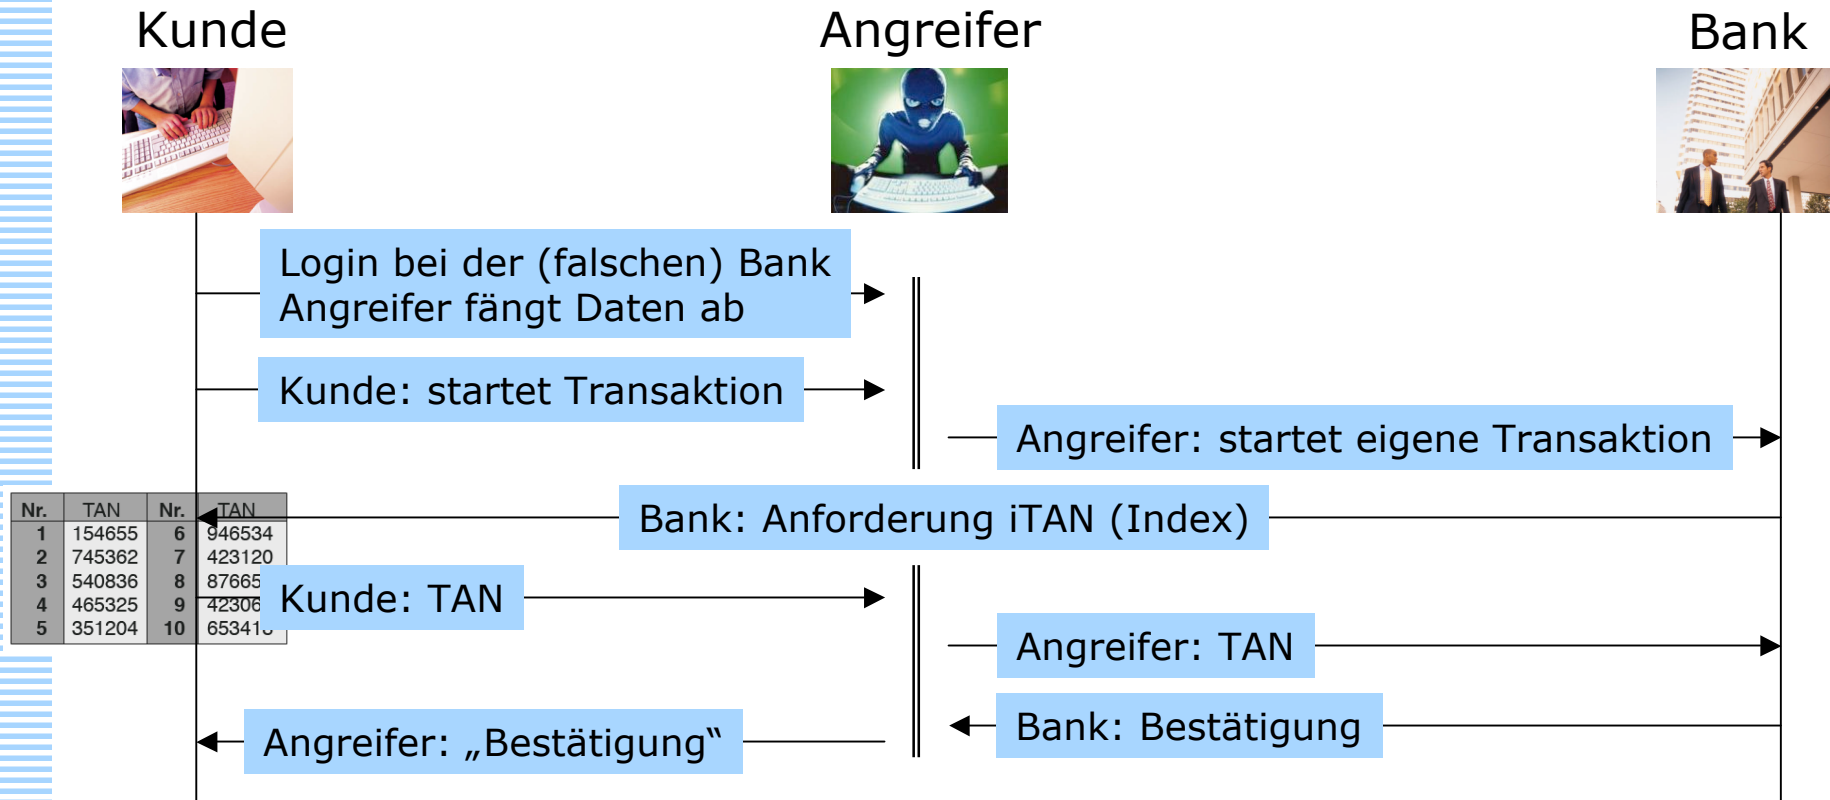 Kunde Angreifer Bank
Login bei der (falschen) Bank
Angreifer fängt Daten ab
Kunde: startet Transaktion
Angreifer: startet eigene Transaktion
Bank: Anforderung iTAN (Index)
Nr. TAN Nr. TAN
1 154655 6 946534
2 745362 7 423120
3 540836 8
4 465325 9
5 351204 10
Kunde: TAN
Angreifer: TAN
Bank: Bestätigung
Angreifer: „Bestätigung“